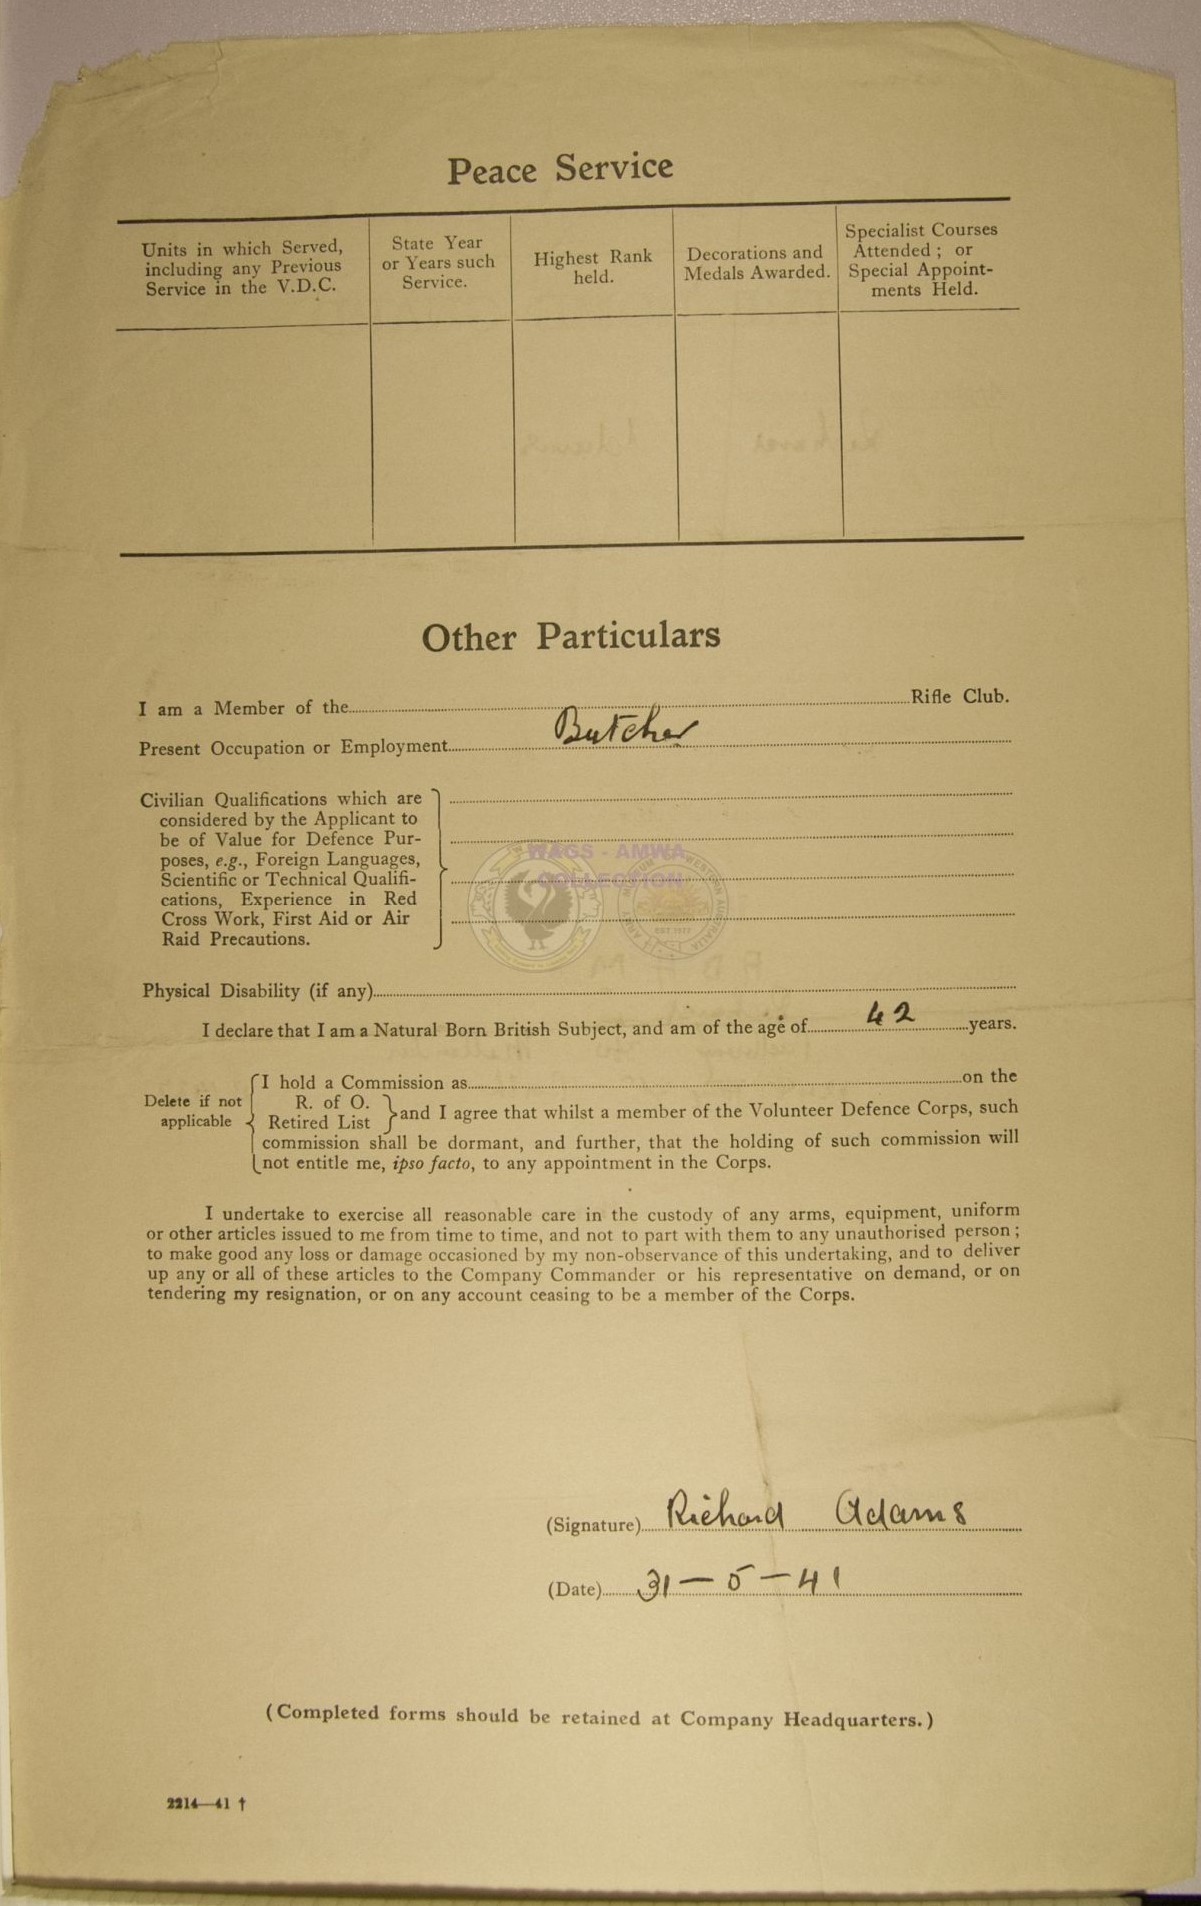 Peace Service
Units in which Served,
including any Previous
Service in the V.D.C.
State Year
or Years such
Service.
Highest Rank
held.
Decorations and
Medals Awarded.
Specialist Courses
Attended ; or
Special Appoint-
ments Held.
Other Particulars
I am a Member of the Rifle Club.
Present Occupation or Employment Butcher
Civilian Qualifications which are
considered by the Applicant to
be of Value for Defence Pur-
poses, e.g., Foreign Languages,
Scientific or Technical Qualifi-
cations, Experience in Red
Cross Work, First Aid or Air
Raid Precautions.
WAGS - AMWA
COLLECTION
Physical Disability (if any)
I declare that I am a Natural Born British Subject, and am of the age of 42 years.
Delete if not
applicable
I hold a Commission as on the
R. of O.
Retired List
and I agree that whilst a member of the Volunteer Defence Corps, such
commission shall be dormant, and further, that the holding of such commission will
not entitle me, ipso facto, to any appointment in the Corps.
I undertake to exercise all reasonable care in the custody of any arms, equipment, uniform
or other articles issued to me from time to time, and not to part with them to any unauthorised person ;
to make good any loss or damage occasioned by my non-observance of this undertaking, and to deliver
up any or all of these articles to the Company Commander or his representative on demand, or on
tendering my resignation, or on any account ceasing to be a member of the Corps.
(Signature) Richard Adams
(Date) 31-5-41
(Completed forms should be retained at Company Headquarters.)
2214—41 †